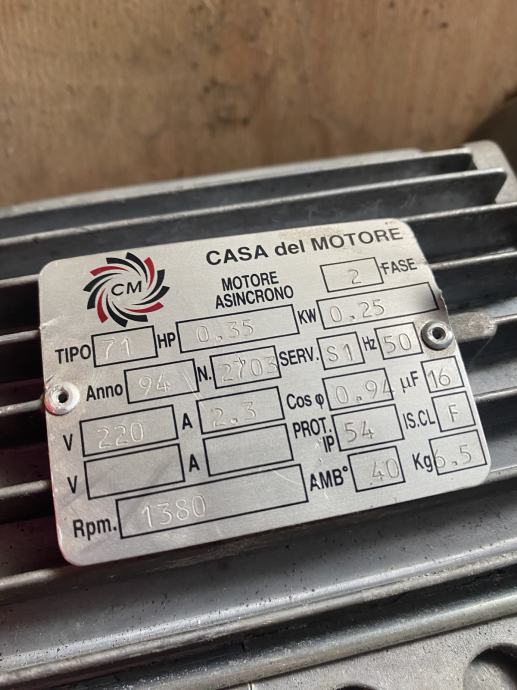 CASA del MOTORE
CM
MOTORE ASINCRONO 2 FASE
TIPO 71 HP 0.35 KW 0.25
Anno 94 N. 2703 SERV. S1 Hz 50
V 220 A 2.3 Cos φ 0.94 µF 16
V A PROT. IP 54 IS.CL F
Rpm. 1380 AMB° 40 Kg 6.5